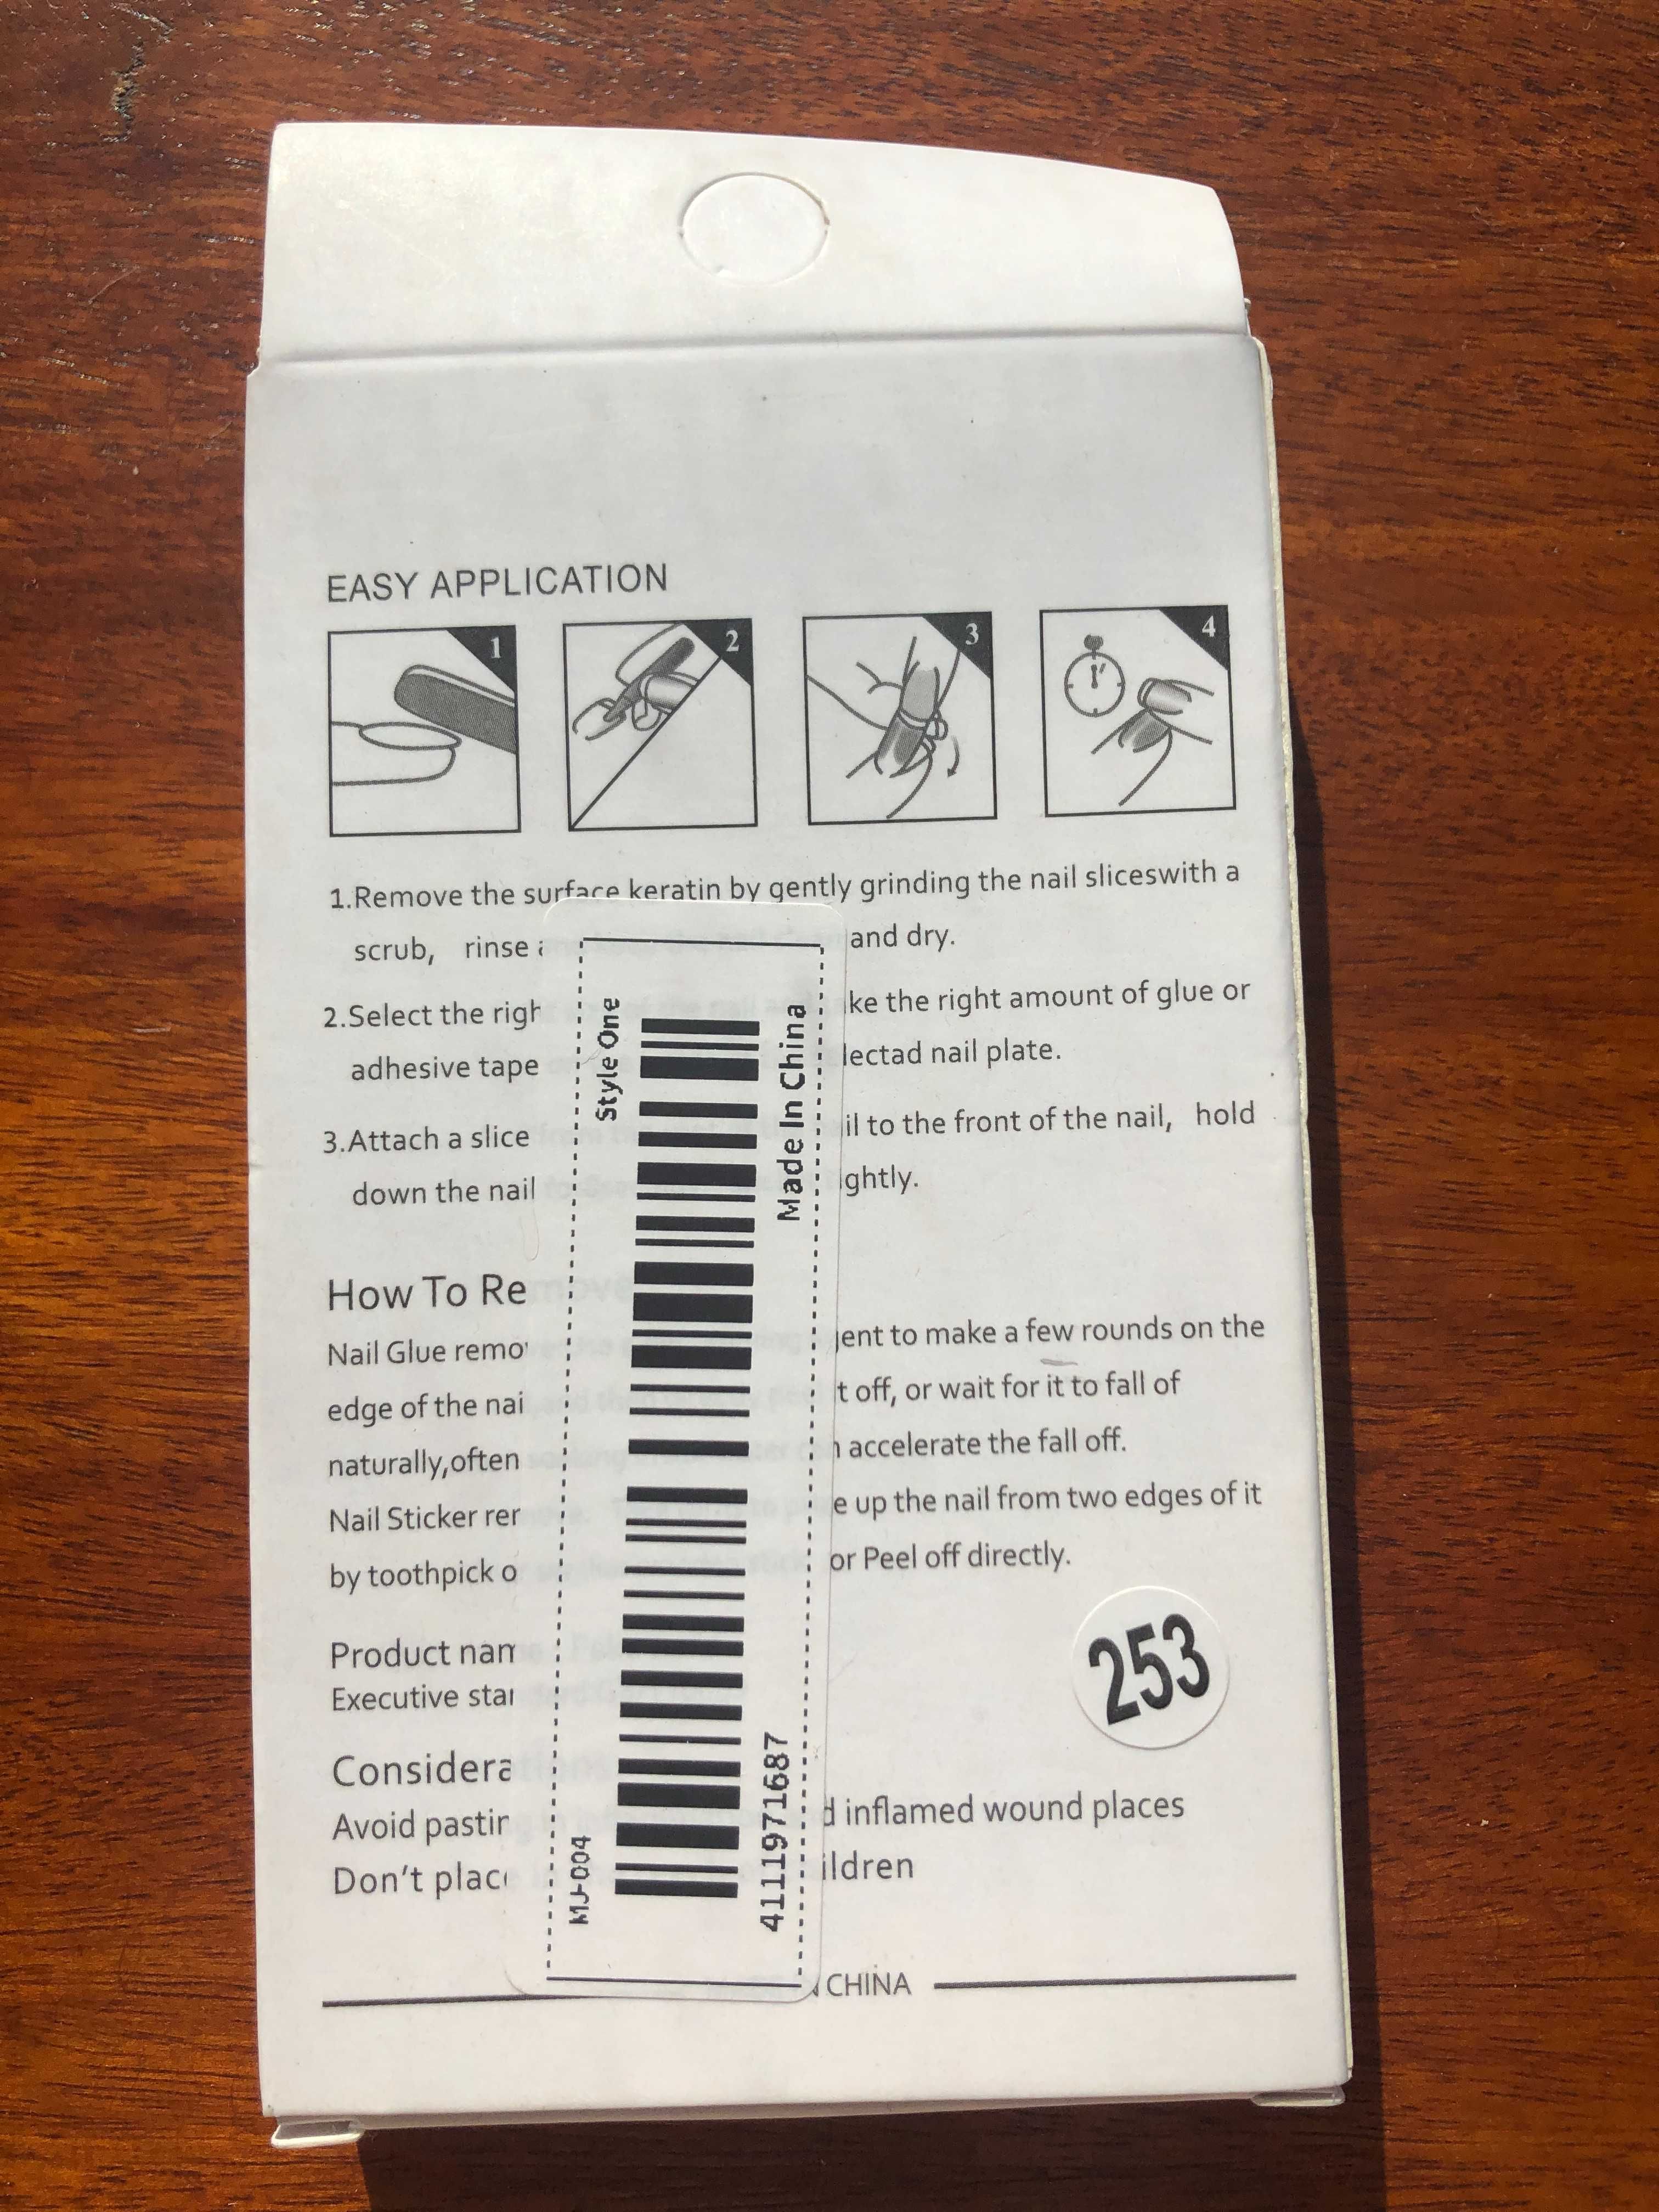 EASY APPLICATION
1 2 3 4
1.Remove the surface keratin by gently grinding the nail sliceswith a
scrub, rinse and dry.
2.Select the righ ke the right amount of glue or
adhesive tape lectad nail plate.
3.Attach a slice il to the front of the nail, hold
down the nail ghtly.
How To Re
Nail Glue remo ent to make a few rounds on the
edge of the nai t off, or wait for it to fall of
naturally,often accelerate the fall off.
Nail Sticker rer e up the nail from two edges of it
by toothpick o or Peel off directly.
Product nam
Executive stan
Considera
Avoid pastin d inflamed wound places
Don't place ildren
CHINA
Style One
Made In China
MJ-004
4111971687
253